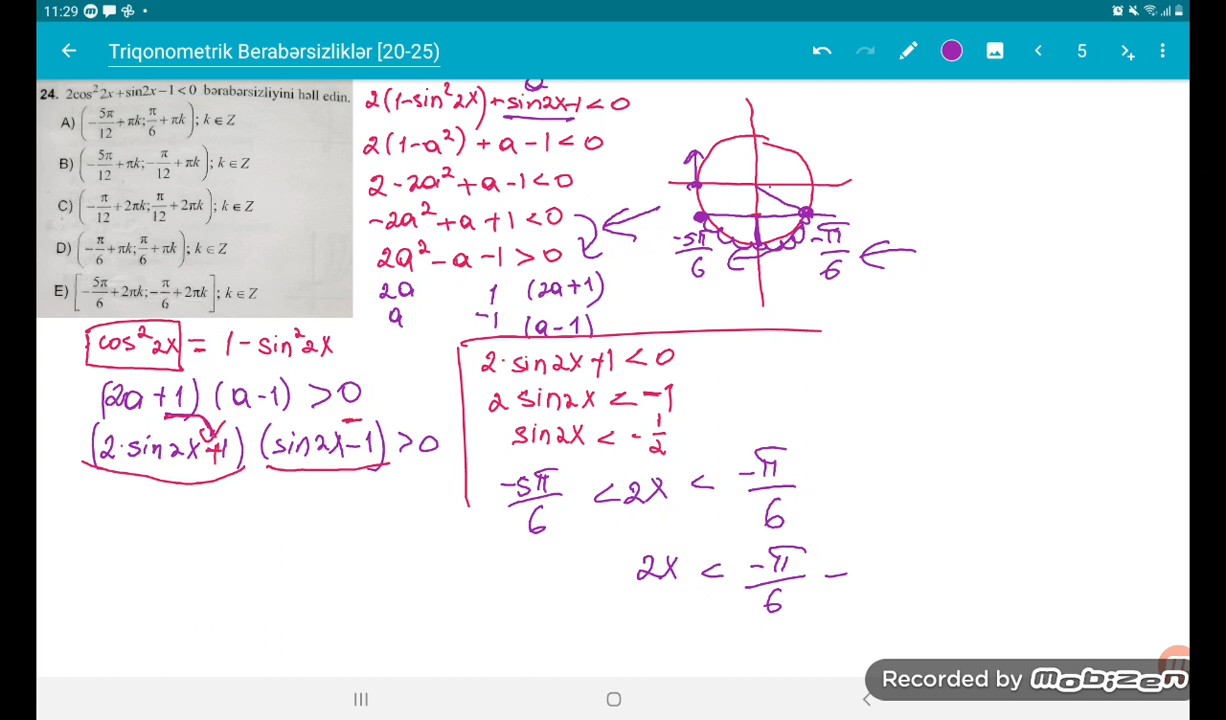 11:29
Triqonometrik Berabərsizliklər [20-25)
5
24. 2cos²2x+sin2x−1<0 bərabərsizliyini həll edin.
A) (−5π/12+πk; π/6+πk); k∈Z
B) (−5π/12+πk;−π/12+πk); k∈Z
C) (−π/12+2πk; π/12+2πk); k∈Z
D) (−π/6+πk; π/6+πk); k∈Z
E) [−5π/6+2πk;−π/6+2πk]; k∈Z
a
2(1-sin²2x)+sin2x-1<0
2(1-a²)+a-1<0
2-2a²+a-1<0
-2a²+a+1<0
2a²-a-1>0
2a 1 (2a+1)
a -1 (a-1)
-5π/6
-π/6
cos²2x = 1-sin²2x
(2a+1)(a-1)>0
(2·sin2x+1)(sin2x-1)>0
2·sin2x+1<0
2sin2x<-1
sin2x<-1/2
-5π/6 <2x< -π/6
2x < -π/6 -
Recorded by mobizen